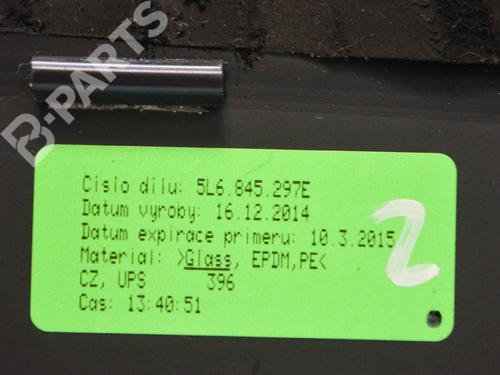 B-PARTS
Cislo dilu: 5L6.845.297E
Datum vyroby: 16.12.2014
Datum expirace primeru: 10.3.2015
Material: >Glass, EPDM,PE<
CZ, UPS 396
Cas: 13:40:51
2